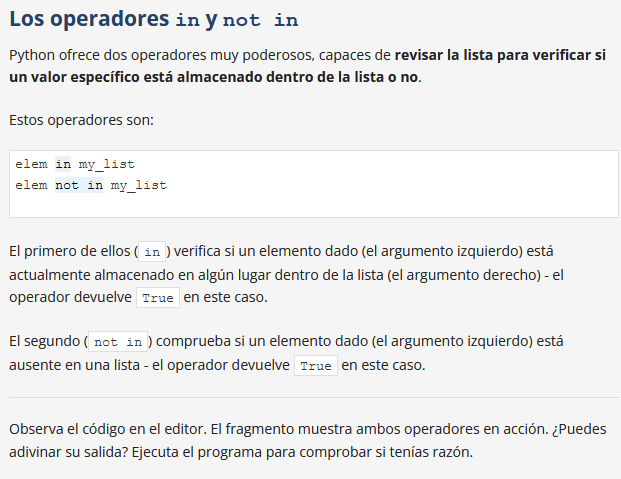 Los operadores in y not in
Python ofrece dos operadores muy poderosos, capaces de revisar la lista para verificar si
un valor específico está almacenado dentro de la lista o no.
Estos operadores son:
elem in my_list
elem not in my_list
El primero de ellos ( in ) verifica si un elemento dado (el argumento izquierdo) está
actualmente almacenado en algún lugar dentro de la lista (el argumento derecho) - el
operador devuelve True en este caso.
El segundo ( not in ) comprueba si un elemento dado (el argumento izquierdo) está
ausente en una lista - el operador devuelve True en este caso.
Observa el código en el editor. El fragmento muestra ambos operadores en acción. ¿Puedes
adivinar su salida? Ejecuta el programa para comprobar si tenías razón.